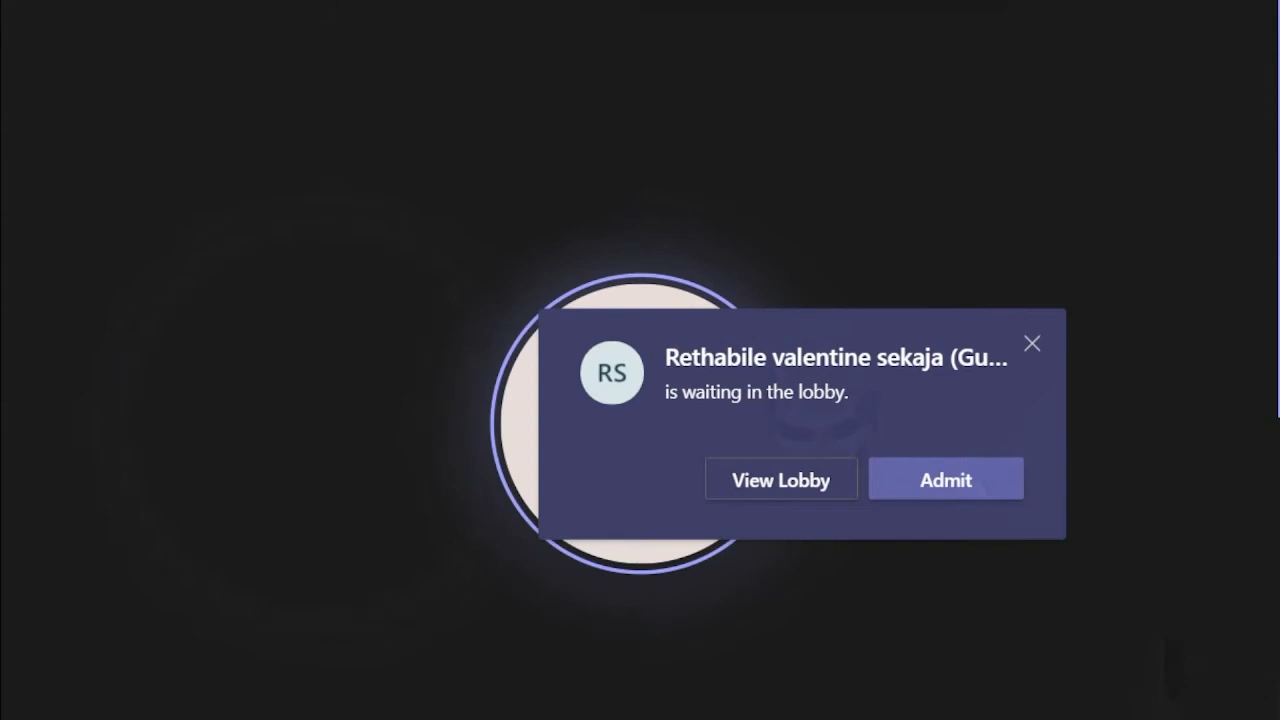 RS
Rethabile valentine sekaja (Gu...
is waiting in the lobby.
View Lobby
Admit